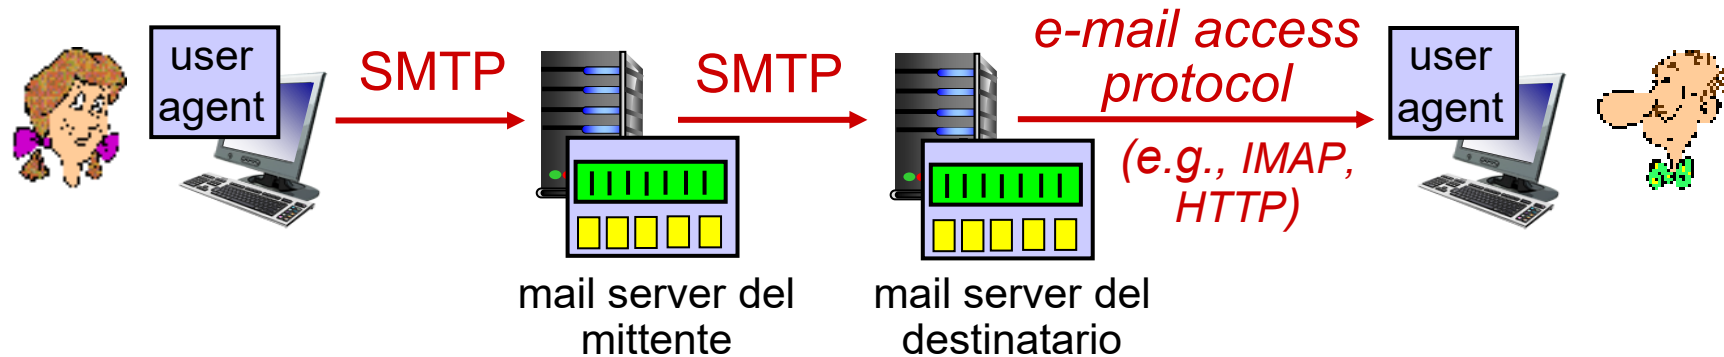 user
agent
SMTP
SMTP
e-mail access
protocol
(e.g., IMAP,
HTTP)
user
agent
mail server del
mittente
mail server del
destinatario